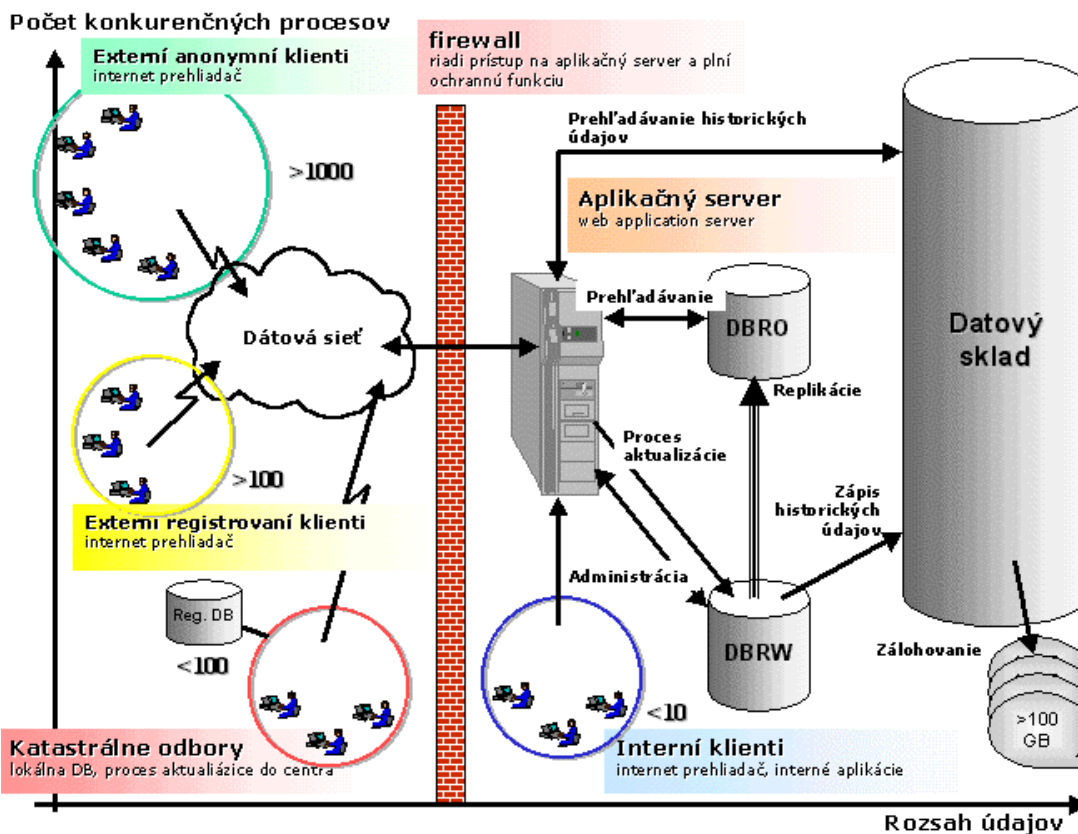 Počet konkurenčných procesov
Externí anonymní klienti
internet prehliadač
firewall
riadi prístup na aplikačný server a plní
ochrannú funkciu
>1000
Prehľadávanie historických
údajov
Aplikačný server
web application server
Dátová sieť
Prehľadávanie
DBRO
Datový
sklad
Replikácie
>100
Externí registrovaní klienti
internet prehliadač
Proces
aktualizácie
Zápis
historických
údajov
Administrácia
Reg. DB
<100
DBRW
Zálohovanie
<10
>100
GB
Katastrálne odbory
lokálna DB, proces aktualiázice do centra
Interní klienti
internet prehliadač, interné aplikácie
Rozsah údajov